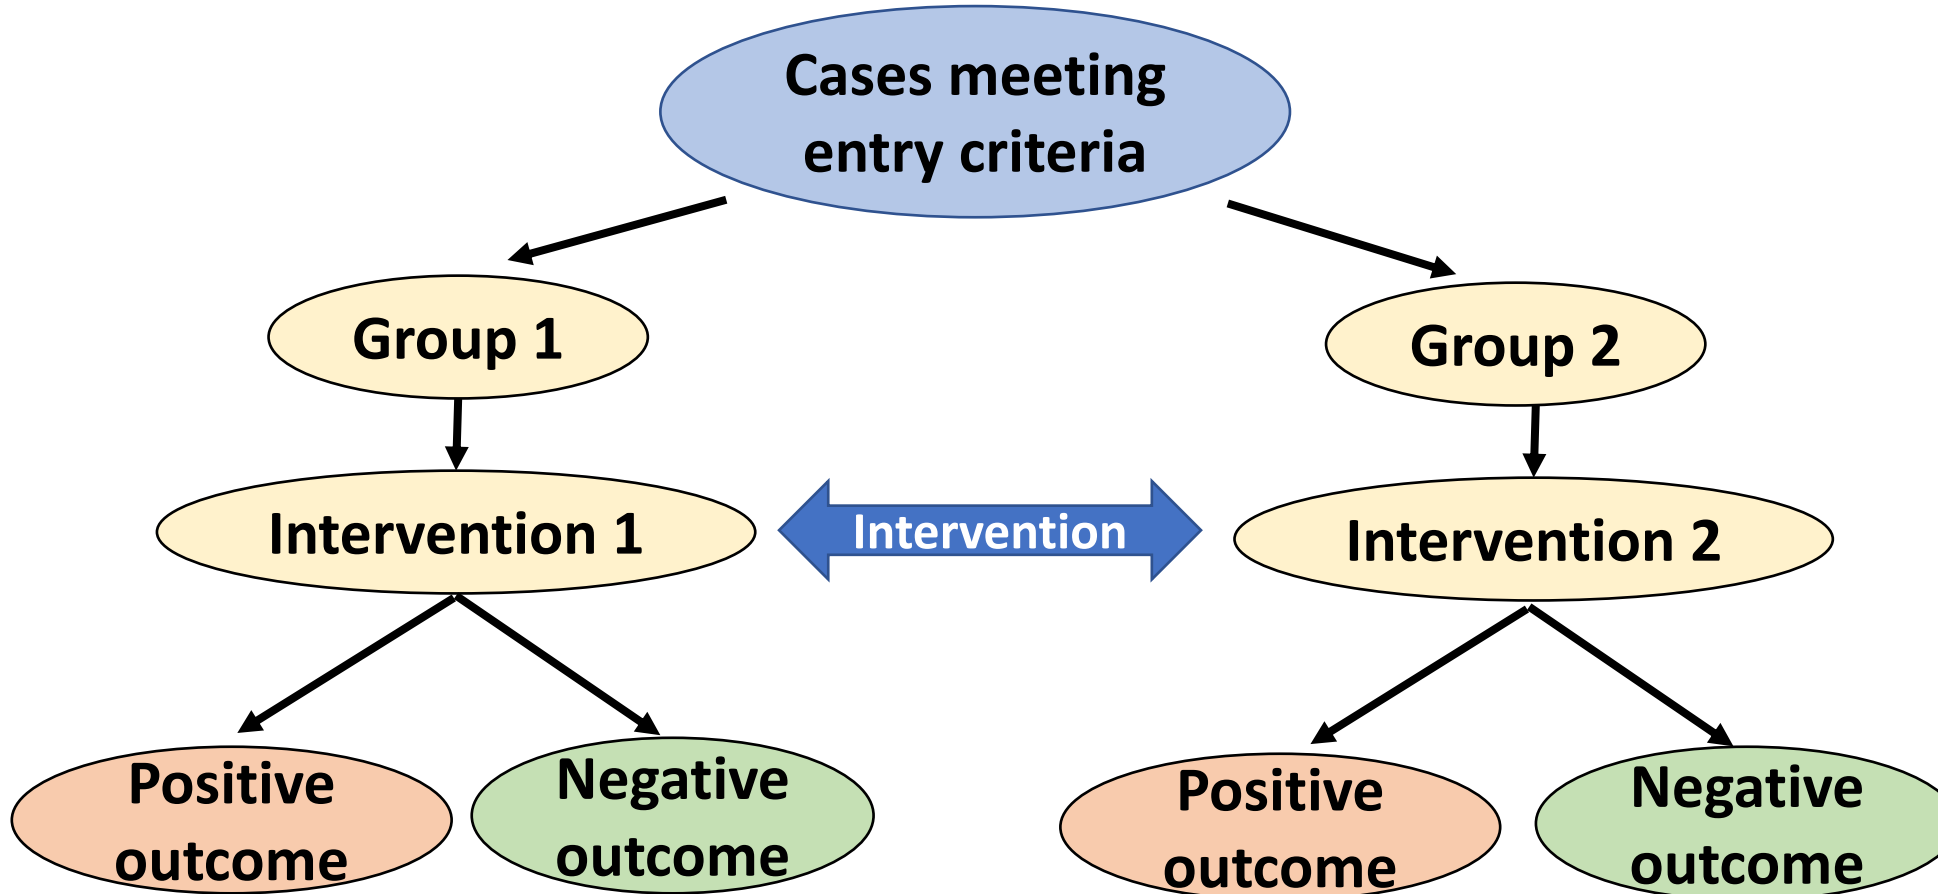 Cases meeting
entry criteria
Group 1
Group 2
Intervention 1
Intervention
Intervention 2
Positive
outcome
Negative
outcome
Positive
outcome
Negative
outcome